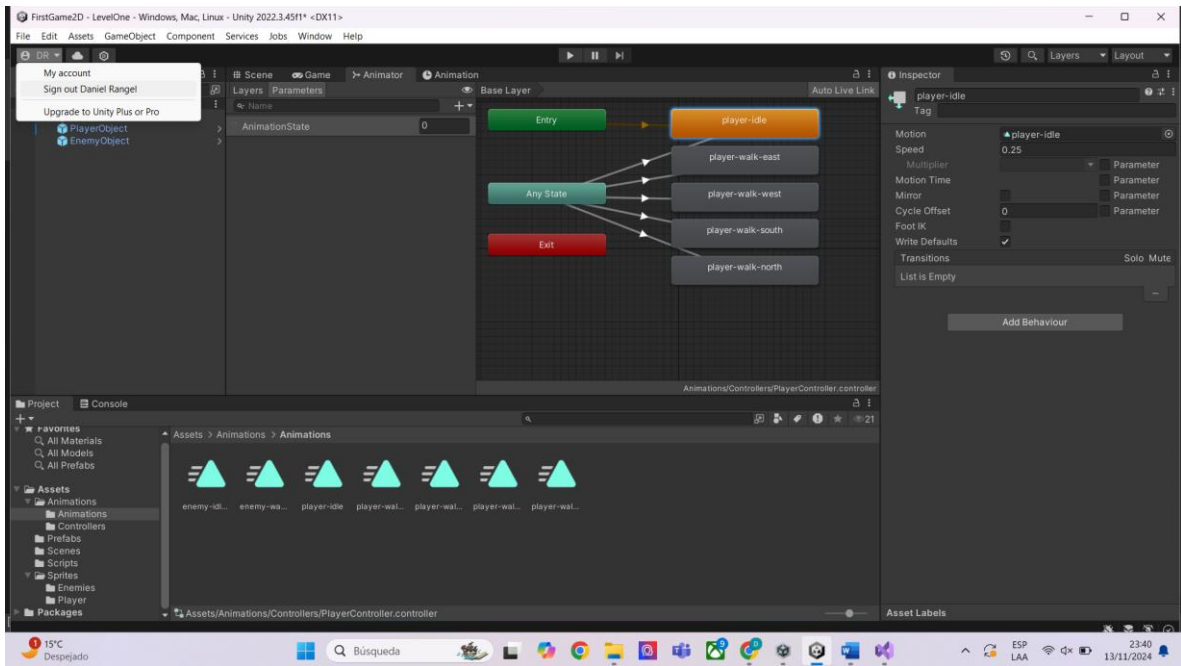 FirstGame2D - LevelOne - Windows, Mac, Linux - Unity 2022.3.45f1* <DX11>
File Edit Assets GameObject Component Services Jobs Window Help
DR
Layers Layout
My account
Sign out Daniel Rangel
Upgrade to Unity Plus or Pro
PlayerObject
EnemyObject
Scene Game Animator Animation
Layers Parameters
Name
AnimationState 0
Base Layer Auto Live Link
Entry
player-idle
player-walk-east
Any State
player-walk-west
player-walk-south
Exit
player-walk-north
Animations/Controllers/PlayerController.controller
Inspector
player-idle
Tag
Motion player-idle
Speed 0.25
Multiplier Parameter
Motion Time Parameter
Mirror Parameter
Cycle Offset 0 Parameter
Foot IK
Write Defaults
Transitions Solo Mute
List is Empty
Add Behaviour
Project Console
21
Favorites
All Materials
All Models
All Prefabs
Assets
Animations
Animations
Controllers
Prefabs
Scenes
Scripts
Sprites
Enemies
Player
Packages
Assets > Animations > Animations
enemy-idl... enemy-wa... player-idle player-wal... player-wal... player-wal... player-wal...
Assets/Animations/Controllers/PlayerController.controller
Asset Labels
1
15°C
Despejado
Búsqueda
9
ESP
LAA
23:40
13/11/2024